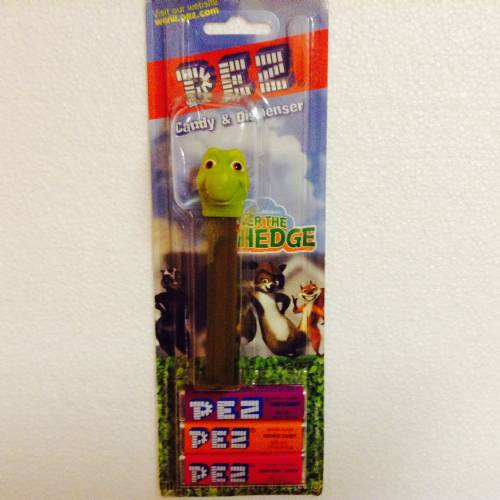 Visit our website
www.pez.com
PEZ
Candy & Dispenser
ER THE
HEDGE
PEZ
PEZ
PEZ